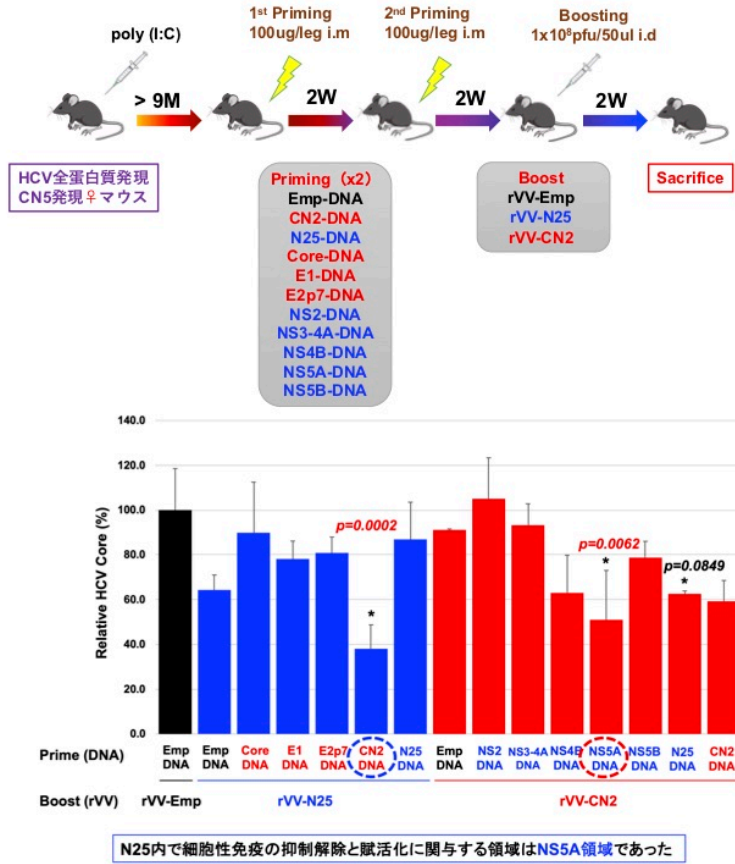 poly (I:C)
1st Priming
100ug/leg i.m
2nd Priming
100ug/leg i.m
Boosting
1x10⁸pfu/50ul i.d
> 9M
2W
2W
2W
HCV全蛋白質発現
CN5発現♀マウス
Sacrifice
Priming（x2）
Emp-DNA
CN2-DNA
N25-DNA
Core-DNA
E1-DNA
E2p7-DNA
NS2-DNA
NS3-4A-DNA
NS4B-DNA
NS5A-DNA
NS5B-DNA
Boost
rVV-Emp
rVV-N25
rVV-CN2
Relative HCV Core (%)
140.0
120.0
100.0
80.0
60.0
40.0
20.0
0.0
p=0.0002
*
p=0.0062
*
p=0.0849
*
Prime (DNA)
Emp DNA
Emp DNA
Core DNA
E1 DNA
E2p7 DNA
CN2 DNA
N25 DNA
Emp DNA
NS2 DNA
NS3-4A DNA
NS4B DNA
NS5A DNA
NS5B DNA
N25 DNA
CN2 DNA
Boost (rVV)
rVV-Emp
rVV-N25
rVV-CN2
N25内で細胞性免疫の抑制解除と賦活化に関与する領域はNS5A領域であった